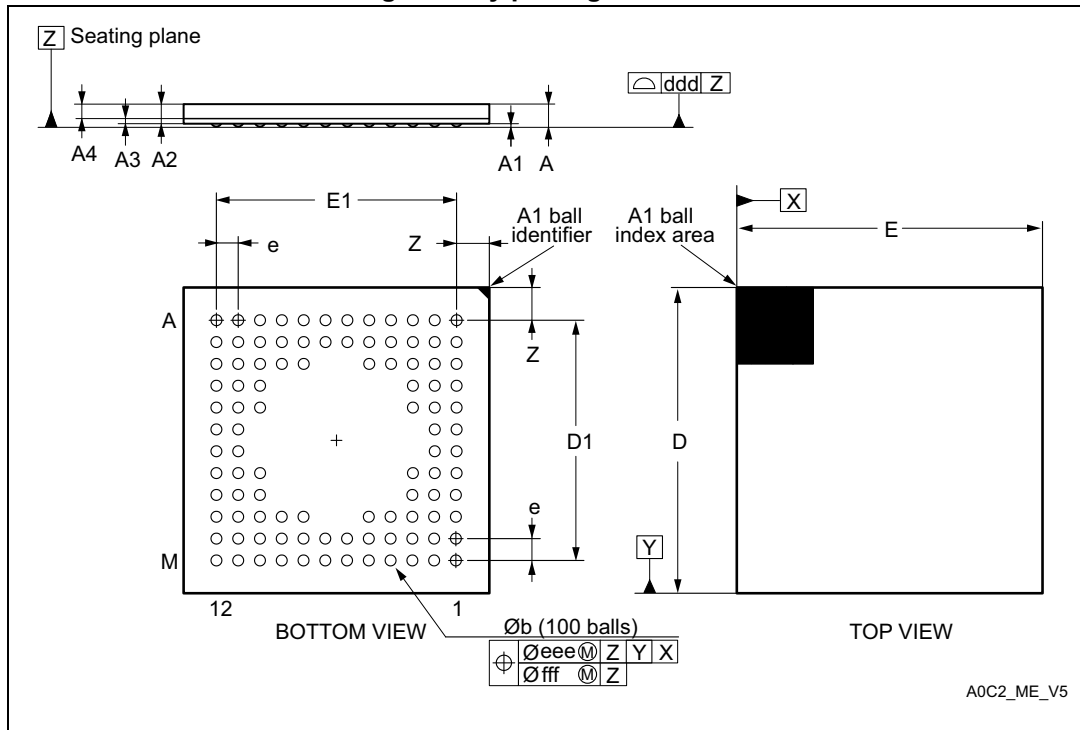 Z Seating plane
ddd Z
A4
A3
A2
A1
A
E1
A1 ball
identifier
A1 ball
index area
X
E
e
Z
A
Z
D1
D
e
Y
M
12
1
BOTTOM VIEW
Øb (100 balls)
TOP VIEW
Øeee Ⓜ Z Y X
Øfff Ⓜ Z
A0C2_ME_V5